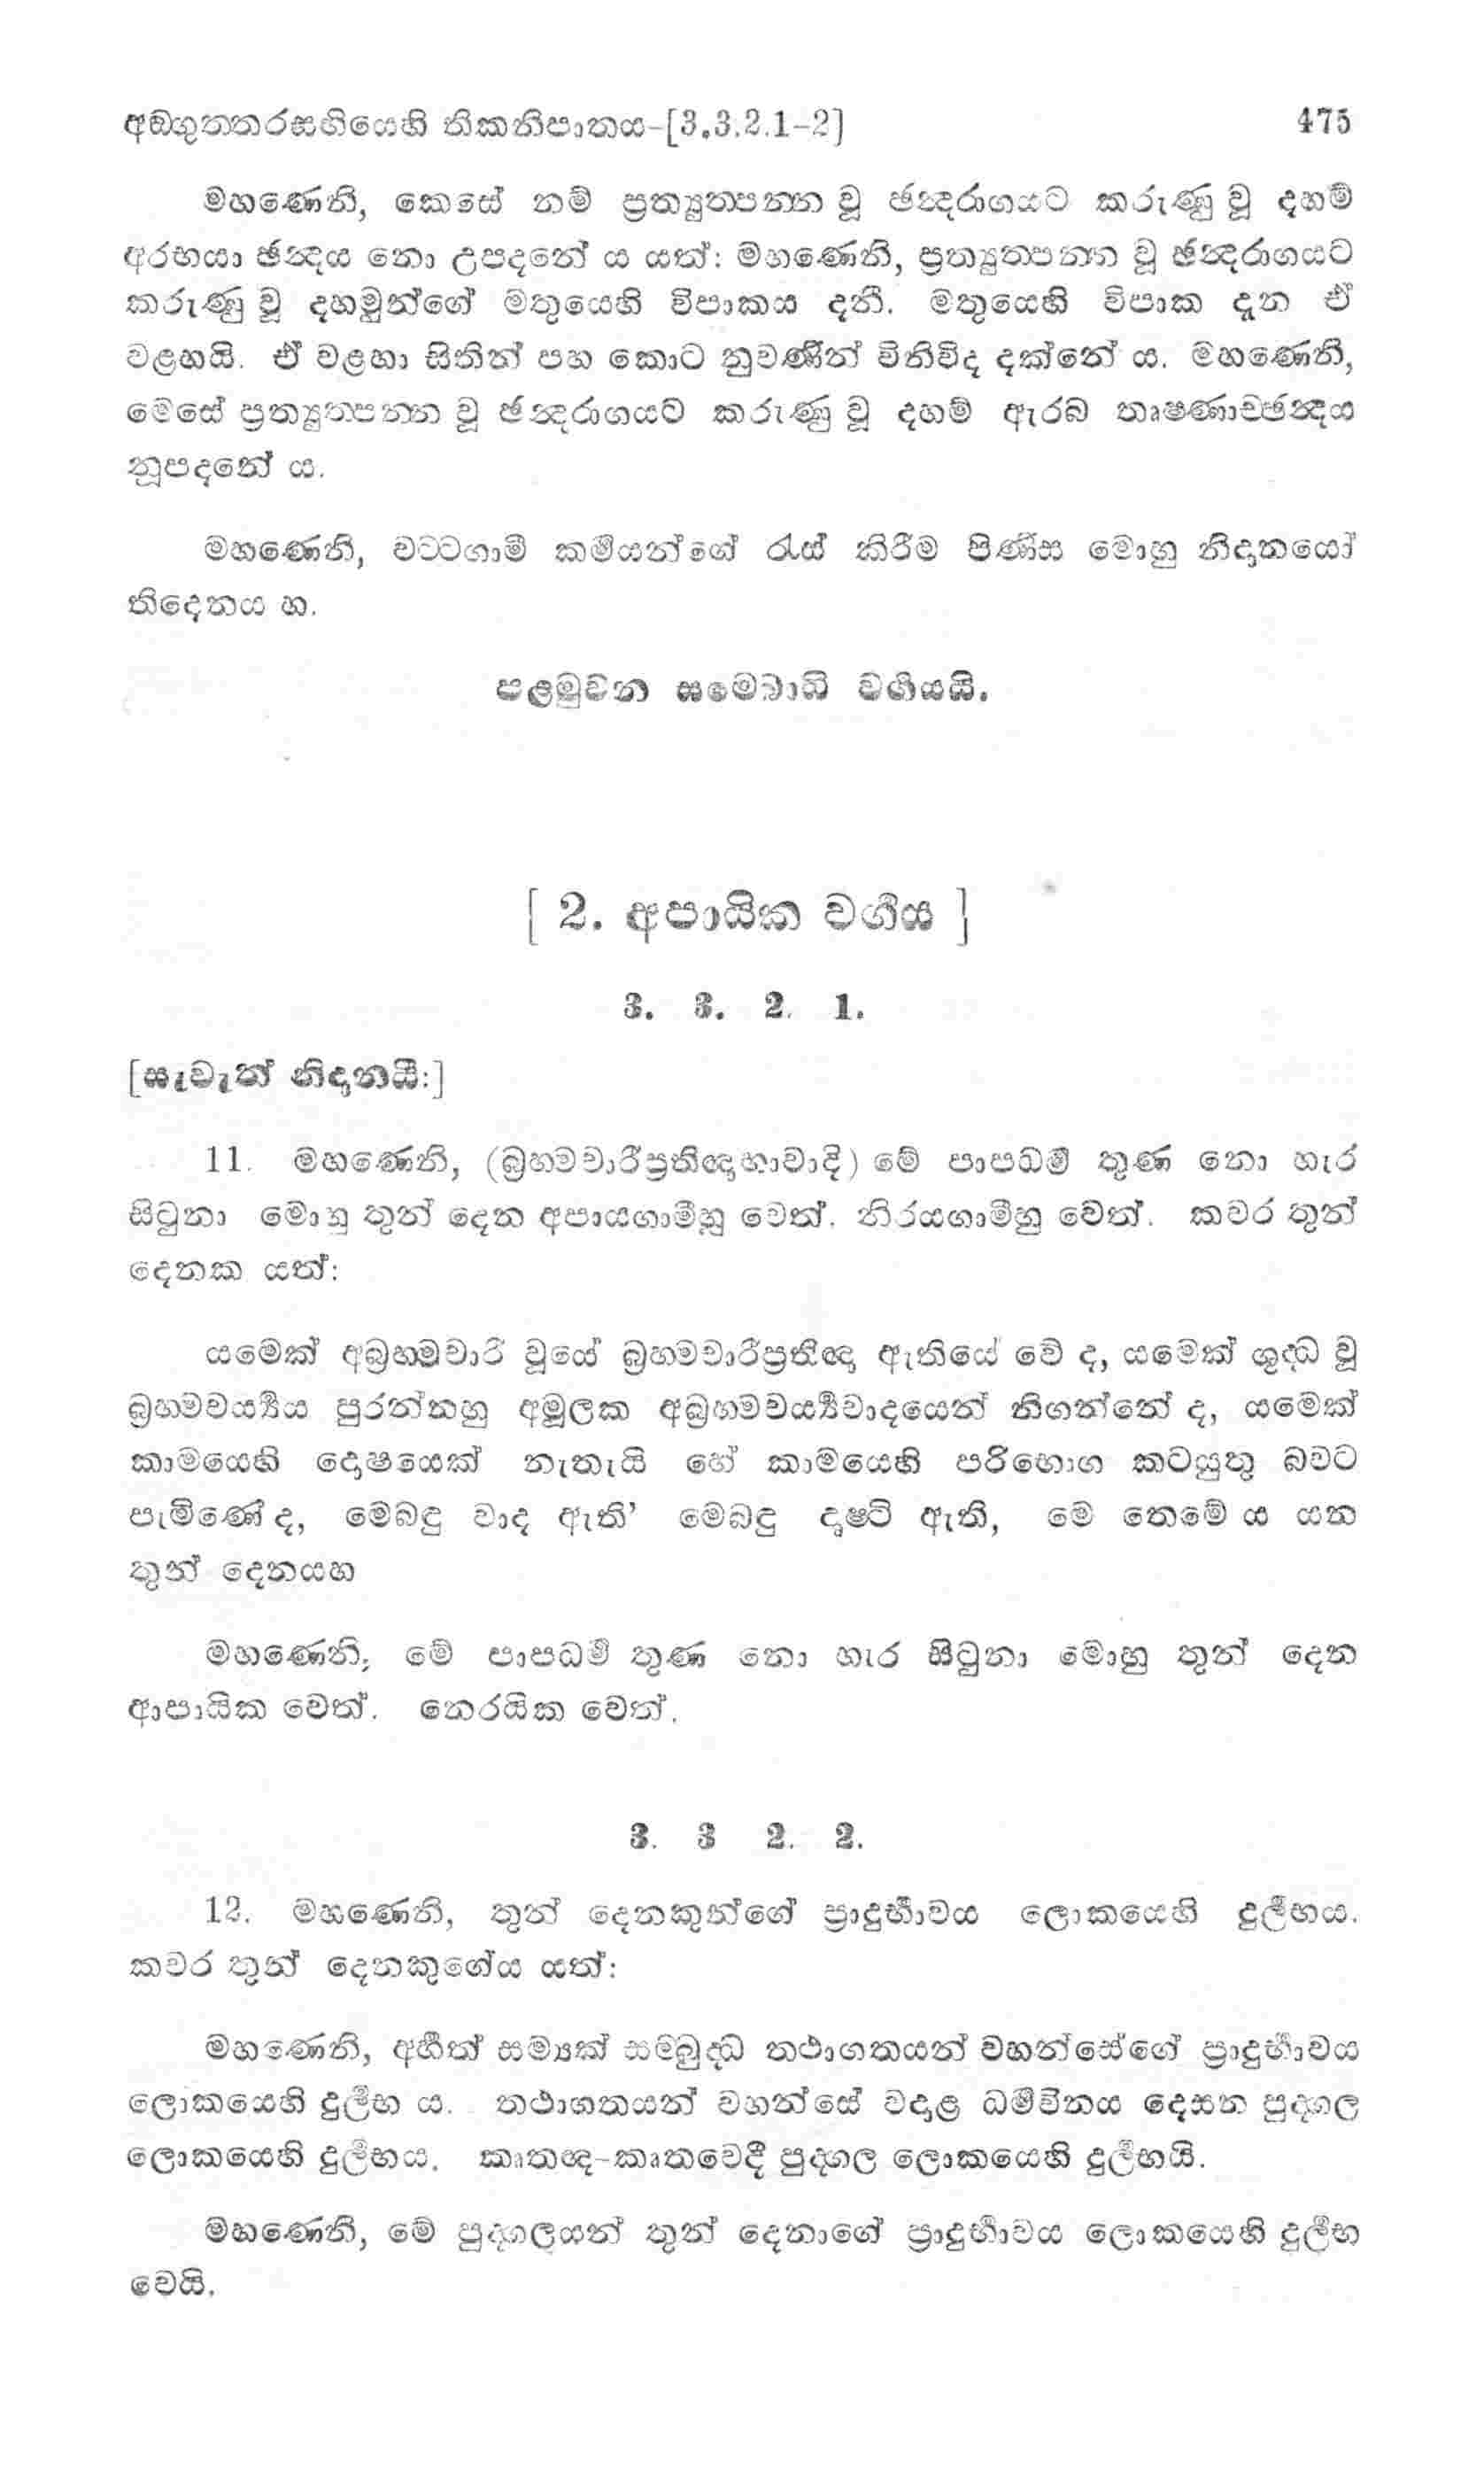 අඞ්ගුත්තරසඟියෙහි තිකනිපාතය-[3.3.2.1-2] 475
මහණෙනි, කෙසේ නම් ප්‍රත්‍යුත්පන්න වූ ඡන්‍දරාගයට කරුණු වූ දහම්
අරභයා ඡන්‍දය නො උපදනේ ය යත්: මහණෙනි, ප්‍රත්‍යුත්පන්න වූ ඡන්‍දරාගයට
කරුණු වූ දහමුන්ගේ මතුයෙහි විපාකය දනී. මතුයෙහි විපාක දැන ඒ
වළහයි. ඒ වළහා සිතින් පහ කොට නුවණින් විනිවිද දක්නේ ය. මහණෙනි,
මෙසේ ප්‍රත්‍යුත්පන්න වූ ඡන්‍දරාගයට කරුණු වූ දහම් ඇරබ තෘෂ්ණාච්ඡන්‍දය
නූපදනේ ය.
මහණෙනි, වට්ටගාමී කර්‍මයන්ගේ රැස් කිරීම පිණිස මොහු නිදානයෝ
තිදෙනය හ.
පළමුවන සම්බෝධි වර්‍ගයයි.
[ 2. අපායික වර්‍ගය ]
3. 3. 2. 1.
[සැවැත් නිදානයී:]
11. මහණෙනි, (බ්‍රහ්මචාරීප්‍රතිඥාභාවාදි) මේ පාපධර්‍ම තුණ නො හැර
සිටුනා මොහු තුන් දෙන අපායගාමීහු වෙත්. නිරයගාමීහු වෙත්. කවර තුන්
දෙනක යත්:
යමෙක් අබ්‍රහ්මචාරී වූයේ බ්‍රහ්මචාරීප්‍රතිඥ ඇතියේ වේ ද, යමෙක් ශුද්ධ වූ
බ්‍රහ්මචර්‍ය්‍යය පුරන්නහු අමූලක අබ්‍රහ්මචර්‍ය්‍යවාදයෙන් නිගන්නේ ද, යමෙක්
කාමයෙහි දොෂයෙක් නැතැයි හේ කාමයෙහි පරිභොග කටයුතු බවට
පැමිණේ ද, මෙබඳු වාද ඇති' මෙබඳු දෘෂ්ටි ඇති, මේ තෙමේ ය යන
තුන් දෙනයහ
මහණෙනි, මේ පාපධර්‍ම තුණ නො හැර සිටුනා මොහු තුන් දෙන
ආපායික වෙත්. නෙරයික වෙත්.
3. 3 2. 2.
12. මහණෙනි, තුන් දෙනකුන්ගේ ප්‍රාදුර්‍භාවය ලොකයෙහි දුර්‍ලභය.
කවර තුන් දෙනකුගේය යත්:
මහණෙනි, අර්‍හත් සම්‍යක් සම්බුද්ධ තථාගතයන් වහන්සේගේ ප්‍රාදුර්‍භාවය
ලොකයෙහි දුර්‍ලභ ය. තථාගතයන් වහන්සේ වදාළ ධර්‍මවිනය දෙසන පුද්ගල
ලොකයෙහි දුර්‍ලභය. කෘතඥ-කෘතවෙදී පුද්ගල ලොකයෙහි දුර්‍ලභයි.
මහණෙනි, මේ පුද්ගලයන් තුන් දෙනාගේ ප්‍රාදුර්‍භාවය ලොකයෙහි දුර්‍ලභ
වෙයි.